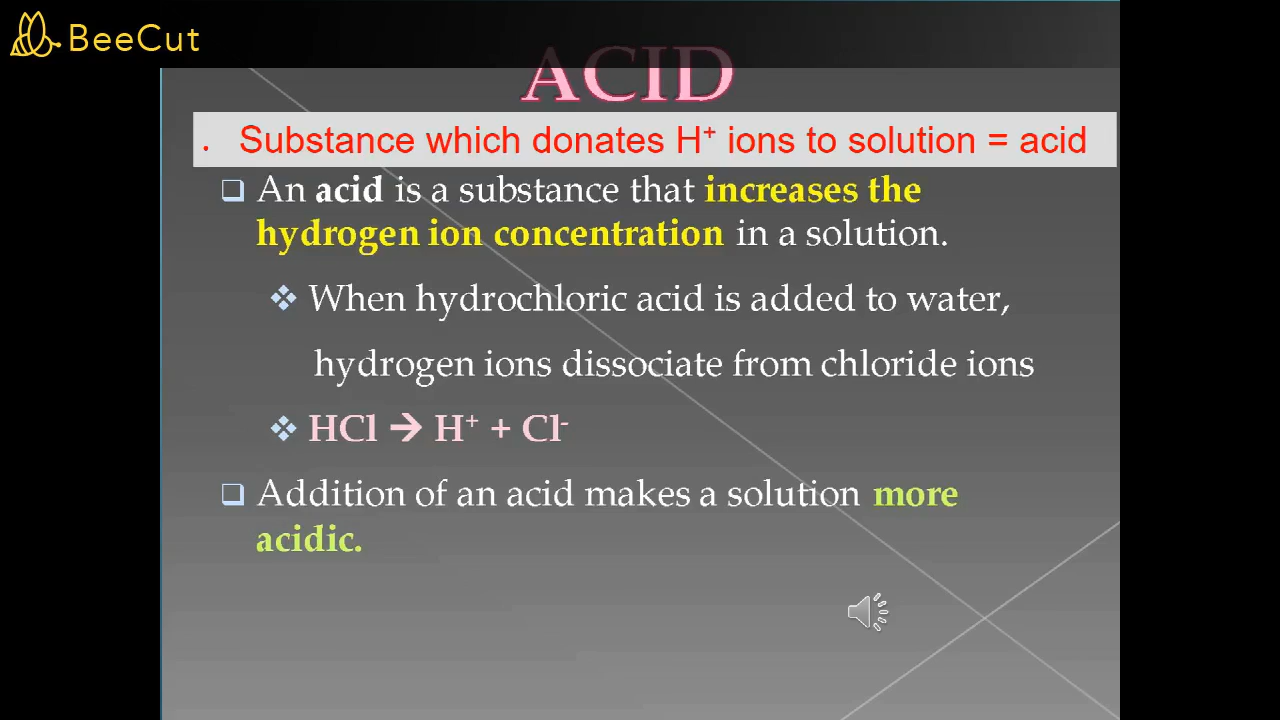 BeeCut
ACID
. Substance which donates H⁺ ions to solution = acid
❑ An acid is a substance that increases the
hydrogen ion concentration in a solution.
❖ When hydrochloric acid is added to water,
hydrogen ions dissociate from chloride ions
❖ HCl → H⁺ + Cl⁻
❑ Addition of an acid makes a solution more
acidic.